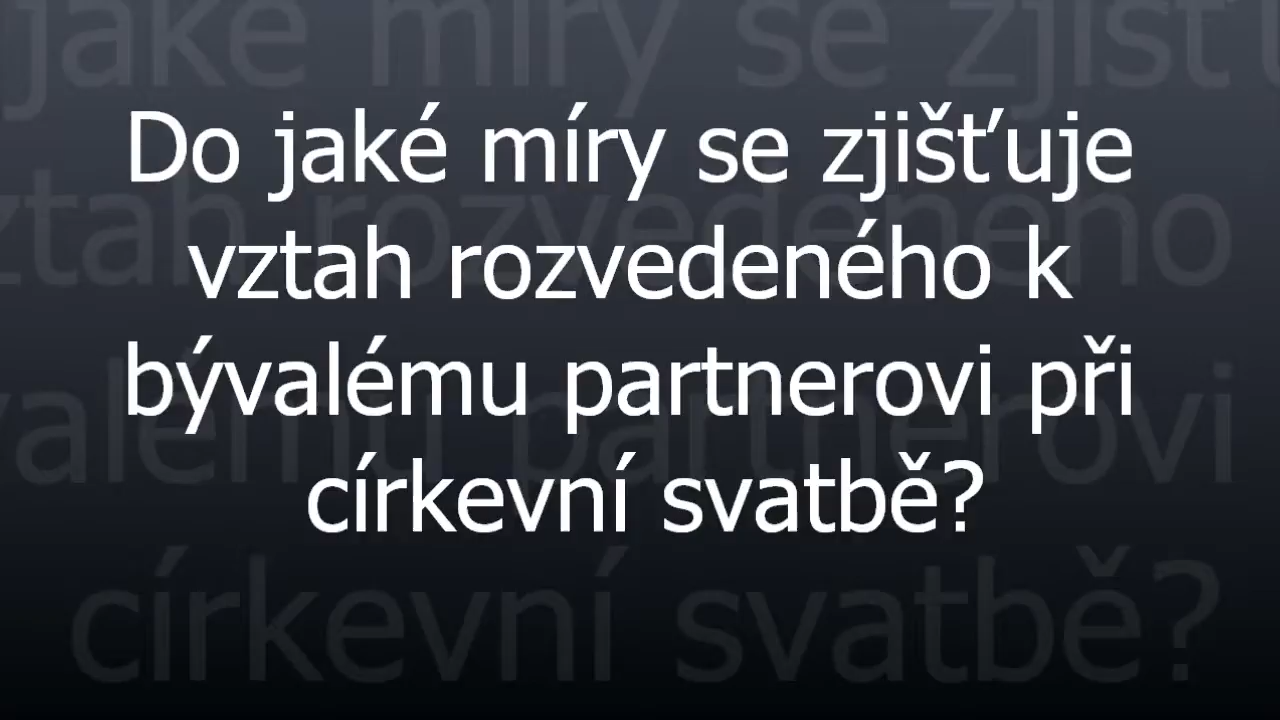 Do jaké míry se zjišťuje
vztah rozvedeného k
bývalému partnerovi při
církevní svatbě?